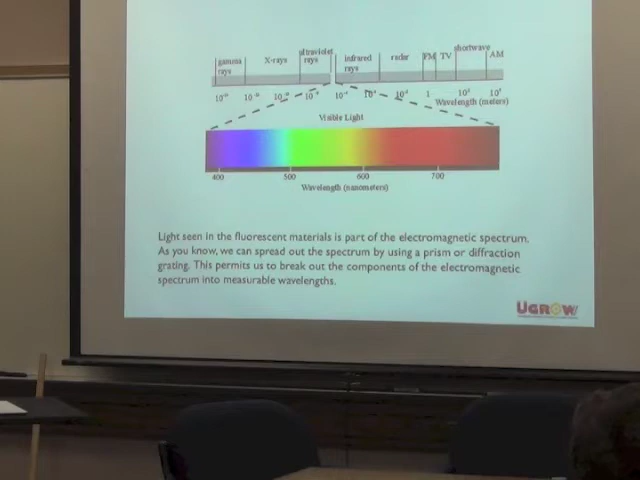 gamma rays X-rays ultraviolet rays infrared rays radar FM TV shortwave AM
1
Wavelength (meters)
Visible Light
400 500 600 700
Wavelength (nanometers)
Light seen in the fluorescent materials is part of the electromagnetic spectrum.
As you know, we can spread out the spectrum by using a prism or diffraction
grating. This permits us to break out the components of the electromagnetic
spectrum into measurable wavelengths.
UGROW